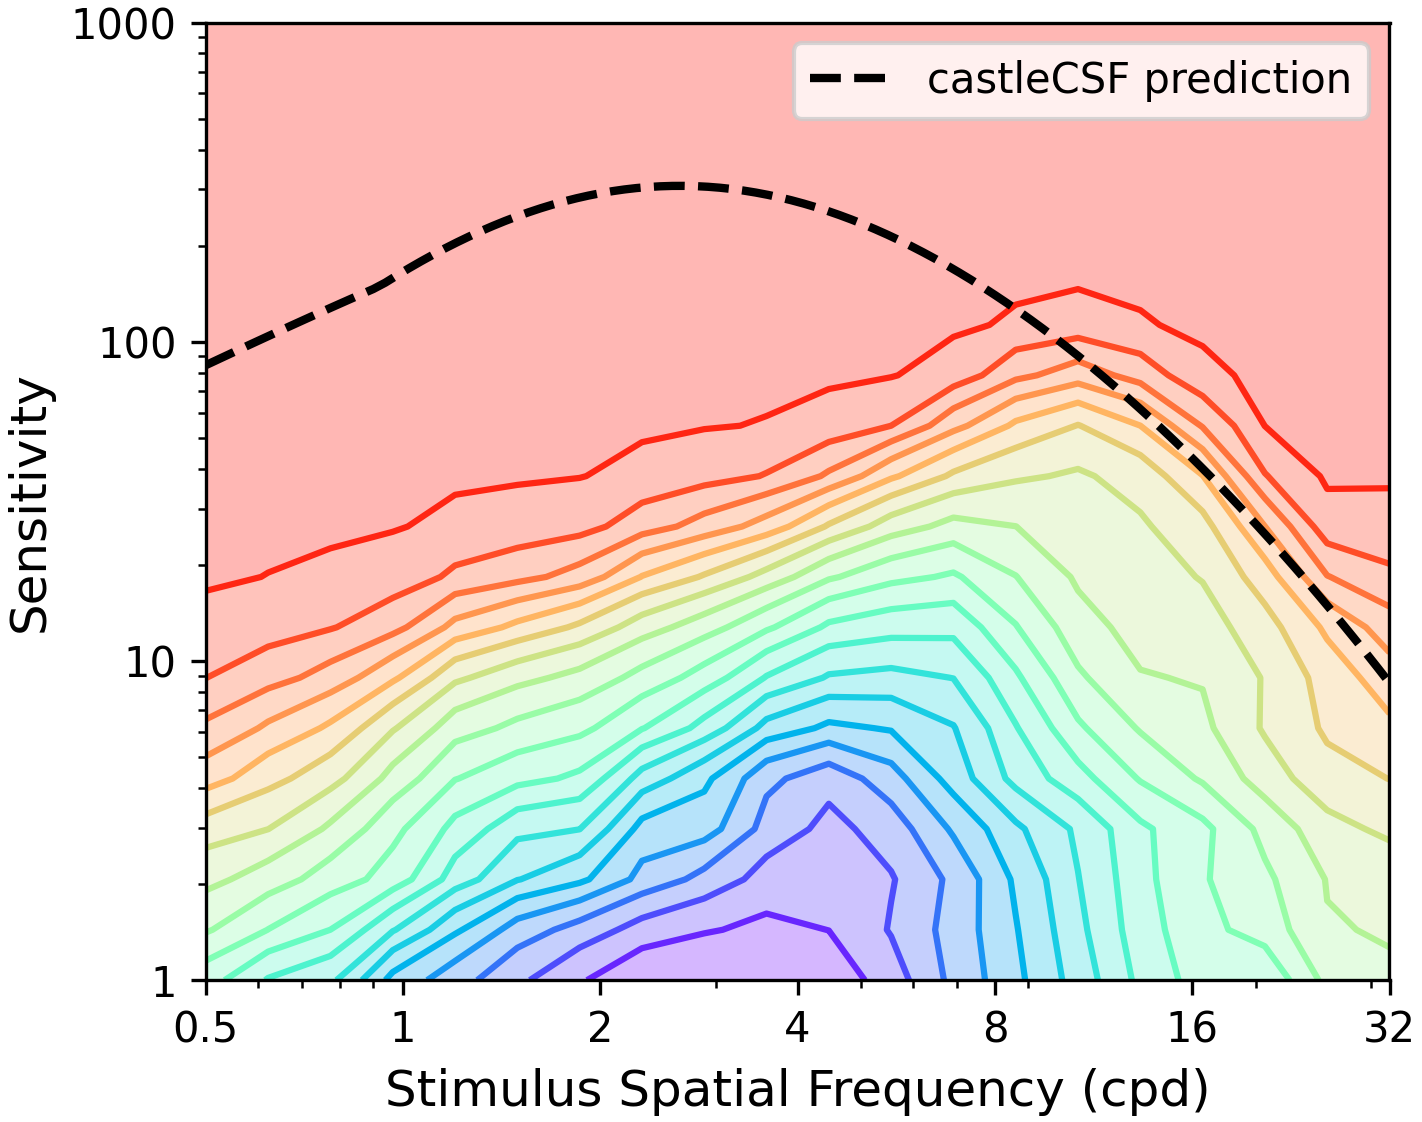 1000
castleCSF prediction
100
Sensitivity
10
1
0.5 1 2 4 8 16 32
Stimulus Spatial Frequency (cpd)